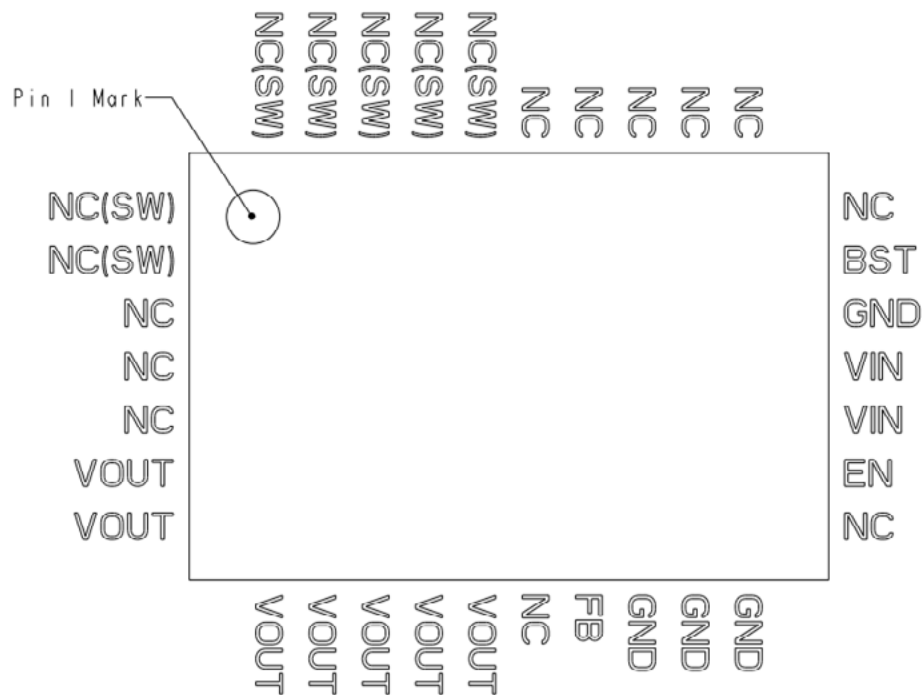 NC(SW)
NC(SW)
NC(SW)
NC(SW)
NC(SW)
NC
NC
NC
NC
NC
Pin 1 Mark
NC(SW)
NC(SW)
NC
NC
NC
VOUT
VOUT
NC
BST
GND
VIN
VIN
EN
NC
VOUT
VOUT
VOUT
VOUT
VOUT
NC
FB
GND
GND
GND